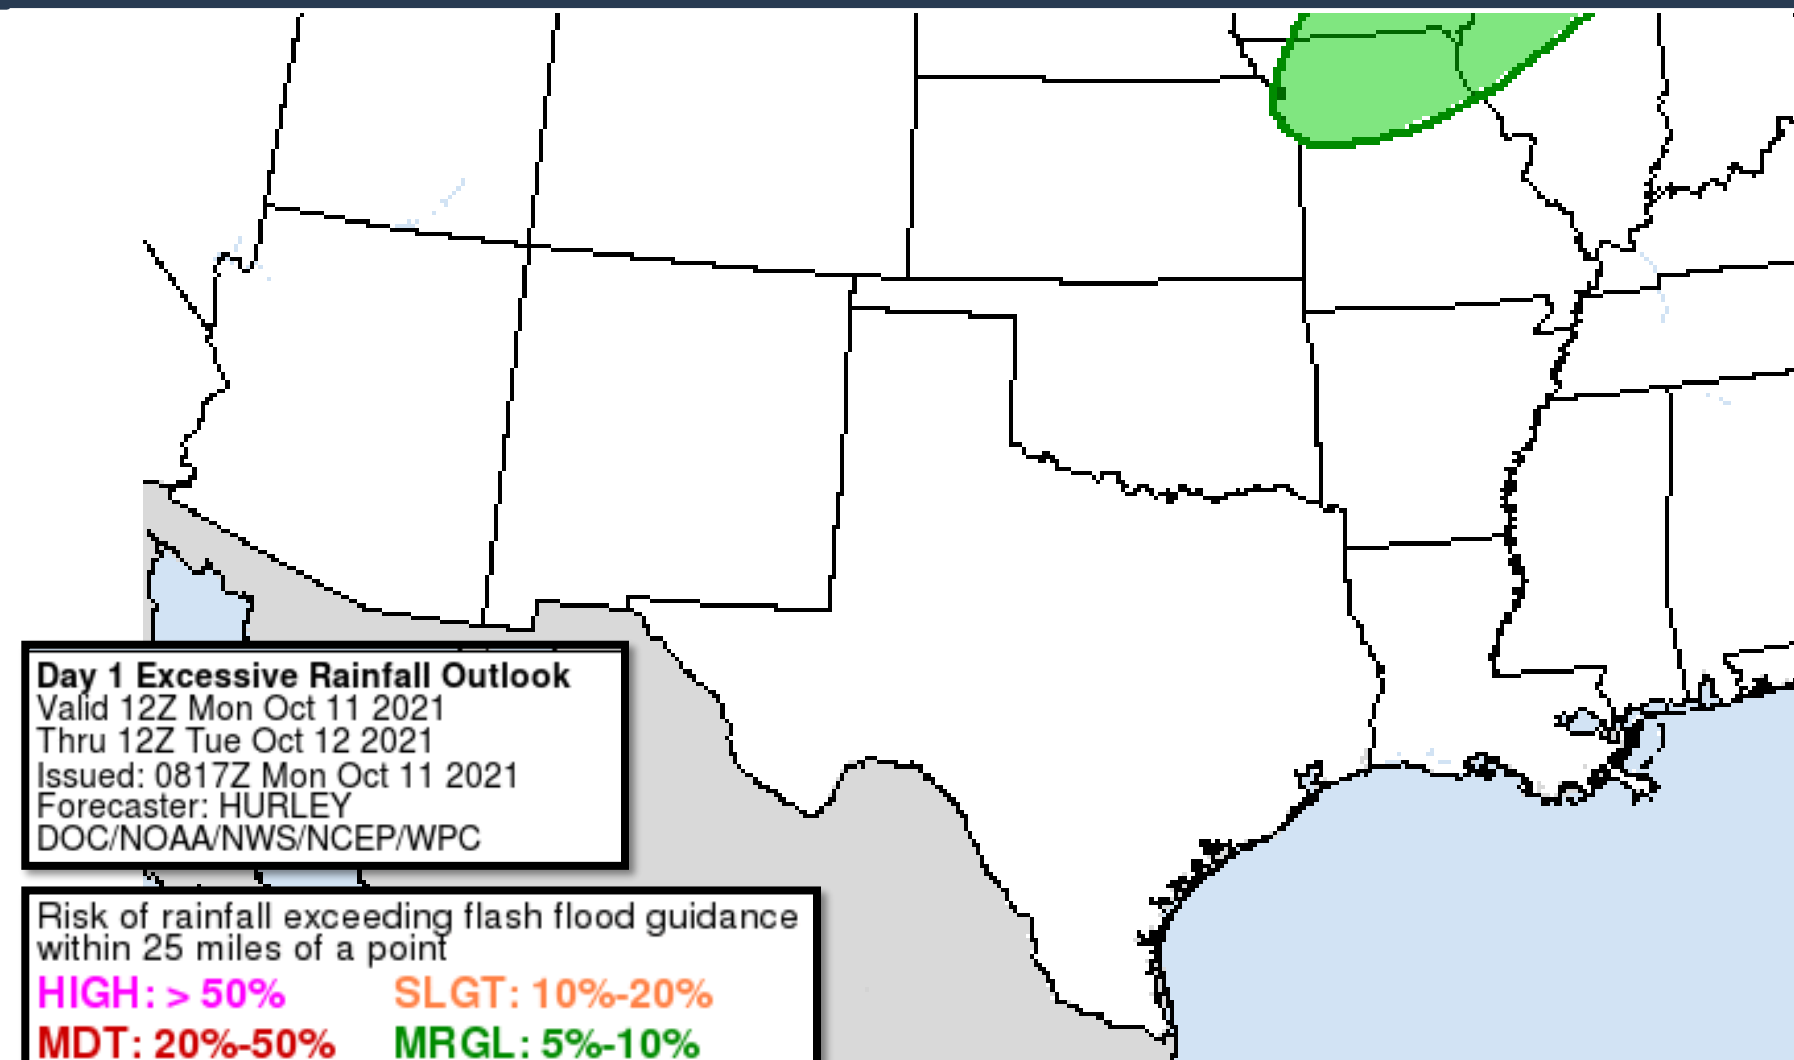 Day 1 Excessive Rainfall Outlook
Valid 12Z Mon Oct 11 2021
Thru 12Z Tue Oct 12 2021
Issued: 0817Z Mon Oct 11 2021
Forecaster: HURLEY
DOC/NOAA/NWS/NCEP/WPC
Risk of rainfall exceeding flash flood guidance
within 25 miles of a point
HIGH: > 50% SLGT: 10%-20%
MDT: 20%-50% MRGL: 5%-10%